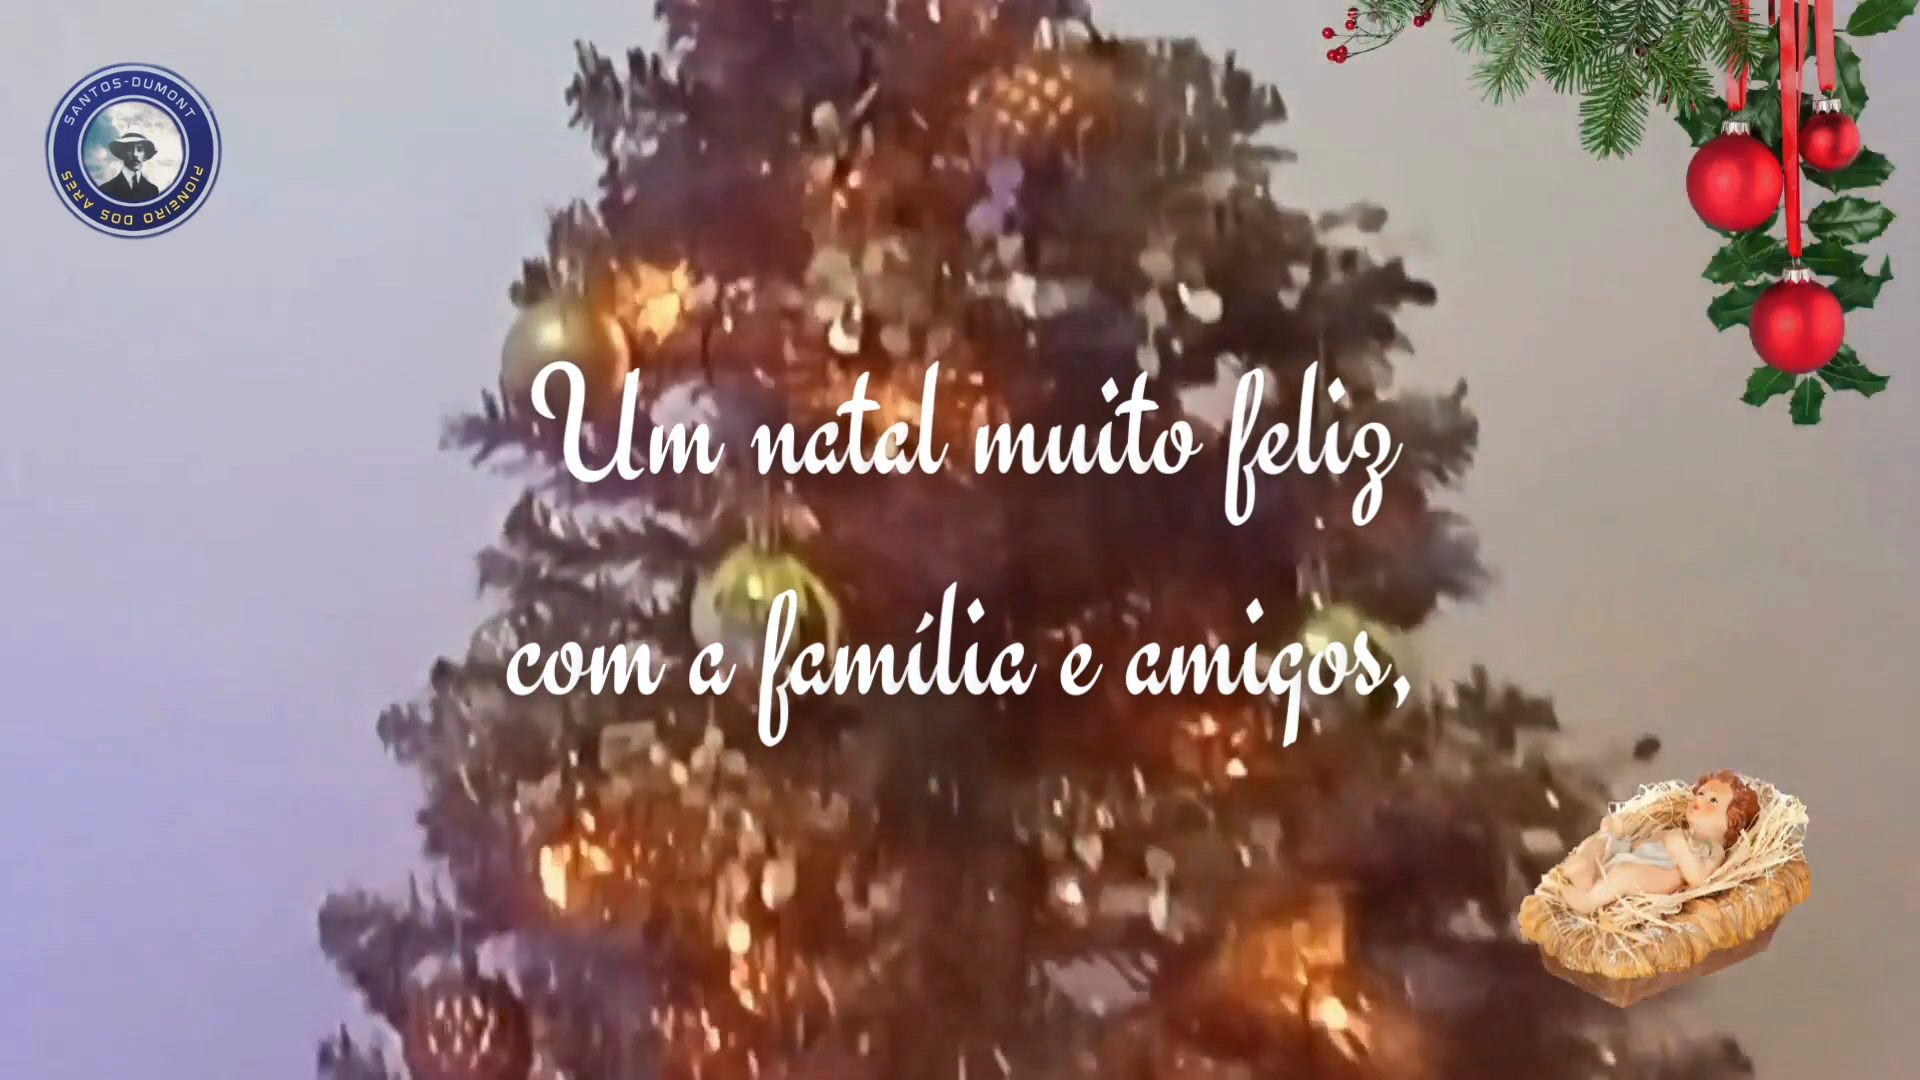 SANTOS-DUMONT
PIONEIRO DOS ARES
Um natal muito feliz
com a família e amigos,